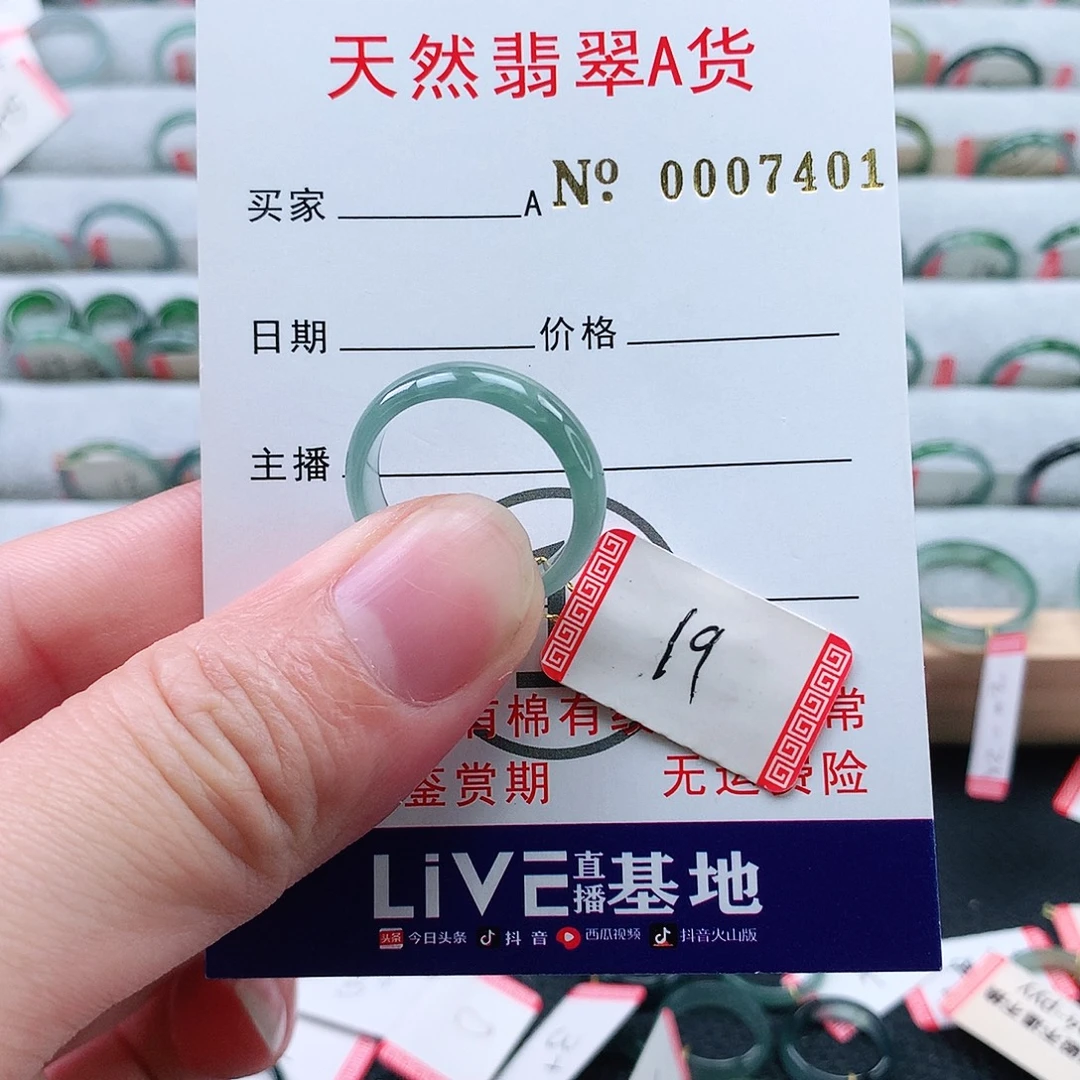 天然翡翠A货
买家 A Nº 0007401
日期 价格
主播
19
有棉有 常
鉴赏期 无运费险
LiVE直播基地
头条 今日头条 抖音 西瓜视频 抖音火山版